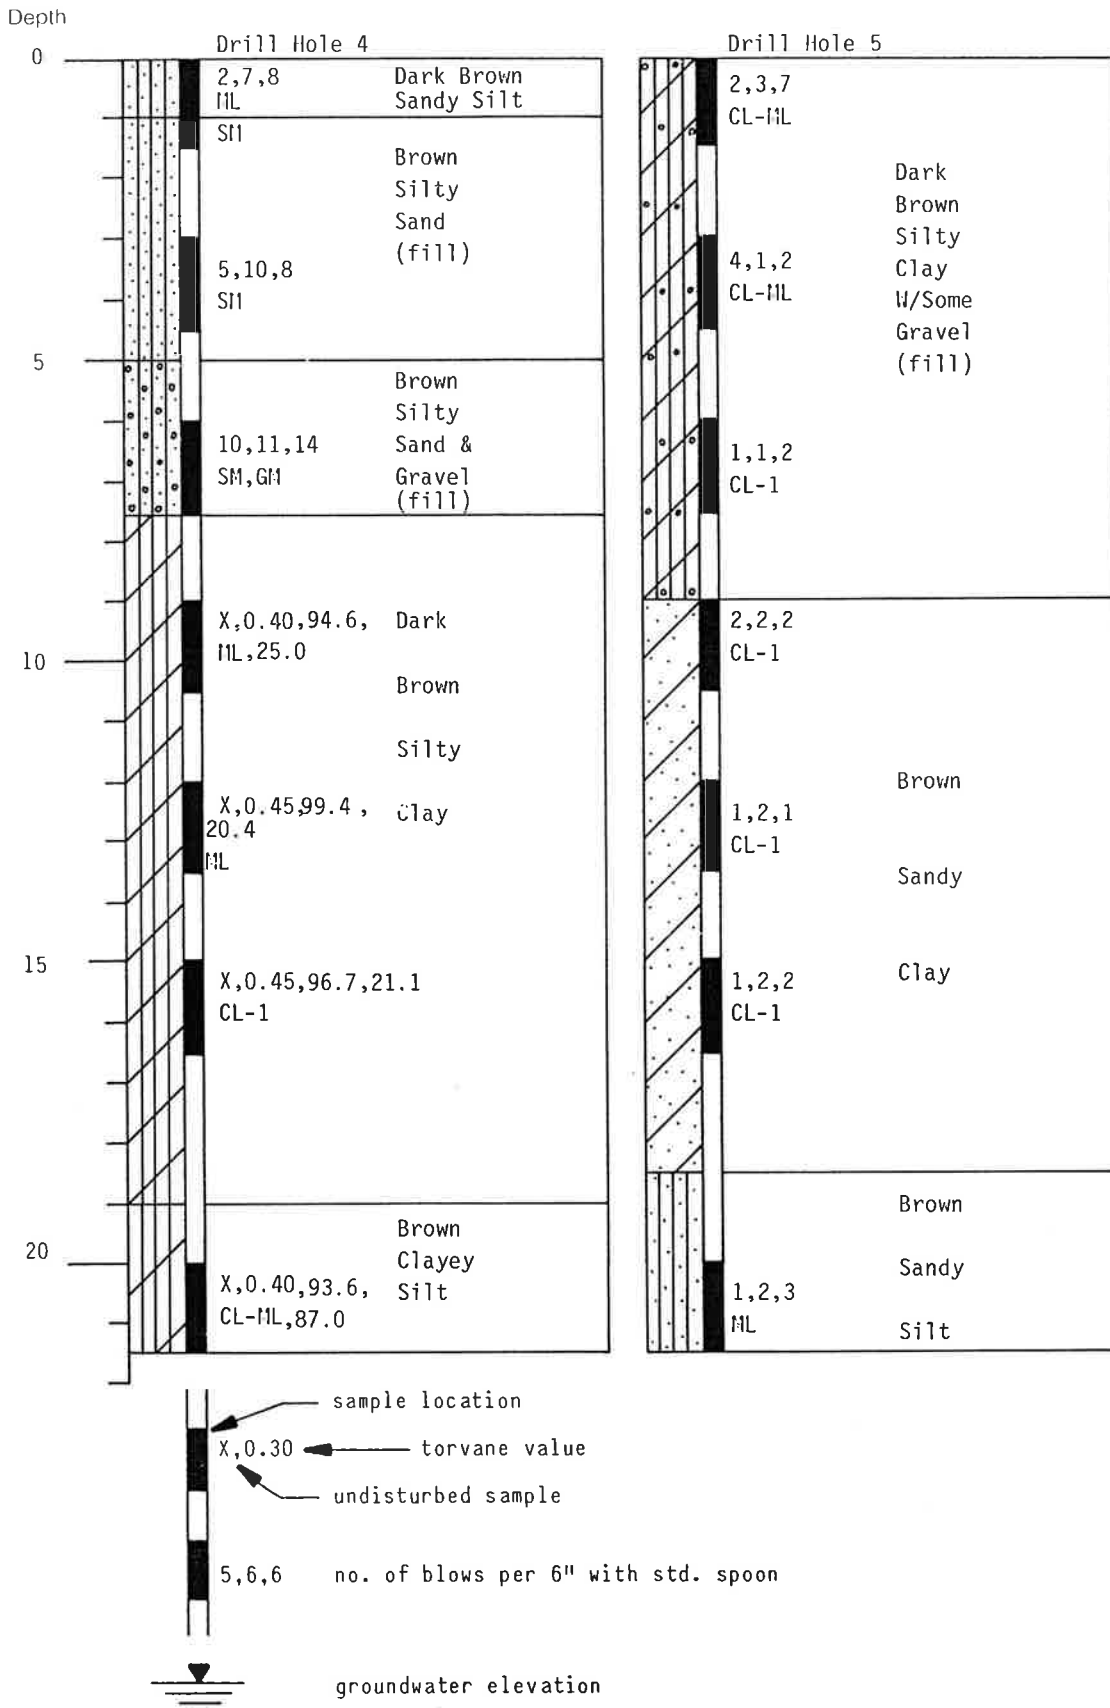 Depth
0
5
10
15
20
Drill Hole 4
2,7,8
ML
Dark Brown
Sandy Silt
SM
Brown
Silty
Sand
(fill)
5,10,8
SM
Brown
Silty
Sand &
Gravel
(fill)
10,11,14
SM,GM
X,0.40,94.6,
ML,25.0
Dark
Brown
Silty
Clay
X,0.45,99.4,
20.4
ML
X,0.45,96.7,21.1
CL-1
Brown
Clayey
Silt
X,0.40,93.6,
CL-ML,87.0
Drill Hole 5
2,3,7
CL-ML
Dark
Brown
Silty
Clay
W/Some
Gravel
(fill)
4,1,2
CL-ML
1,1,2
CL-1
2,2,2
CL-1
Brown
Sandy
Clay
1,2,1
CL-1
1,2,2
CL-1
Brown
Sandy
Silt
1,2,3
ML
sample location
X,0.30
torvane value
undisturbed sample
5,6,6 no. of blows per 6" with std. spoon
groundwater elevation